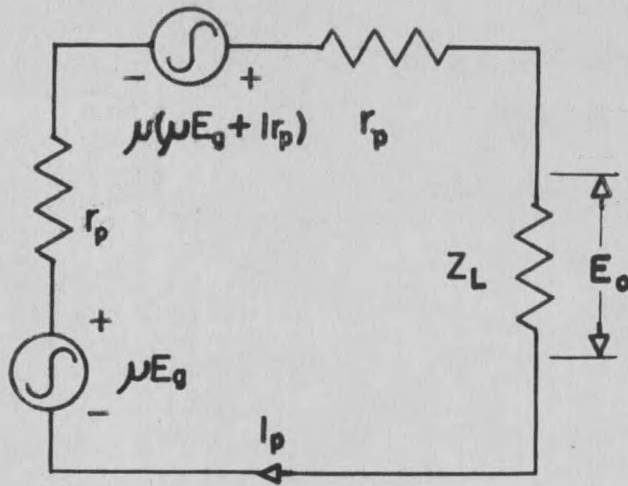 − +
μ(μEg + Irp)
rp
rp
ZL
Eo
+
μEg
−
Ip